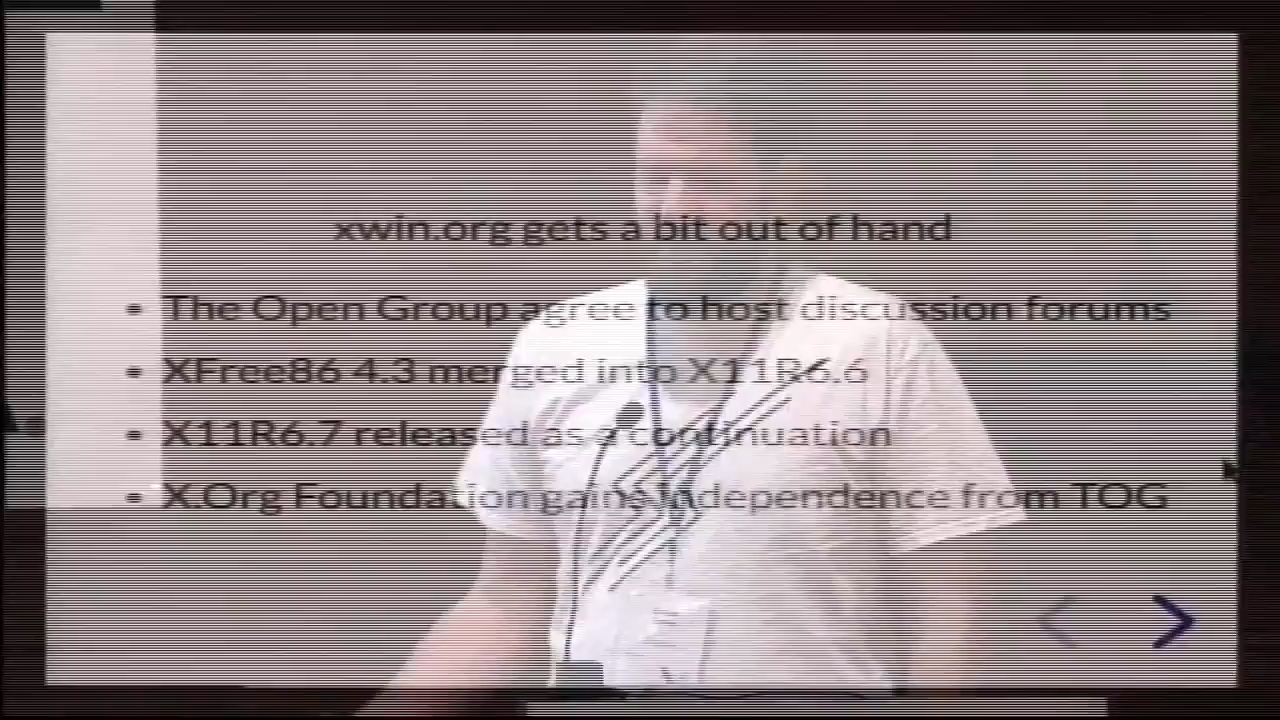 xwin.org gets a bit out of hand
• The Open Group agree to host discussion forums
• XFree86 4.3 merged into X11R6.6
• X11R6.7 released as a continuation
• X.Org Foundation gains independence from TOG